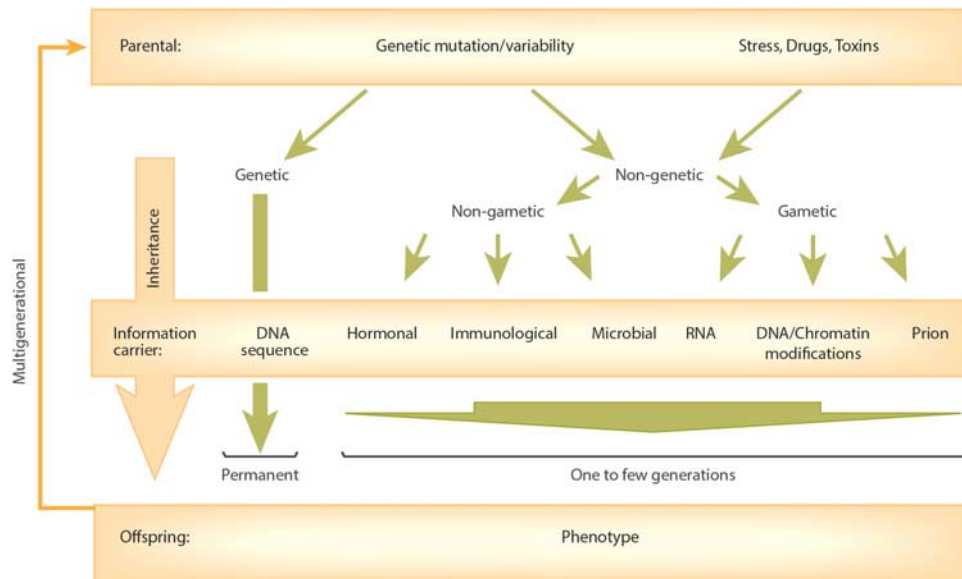 Parental: Genetic mutation/variability Stress, Drugs, Toxins
Genetic Non-genetic
Non-gametic Gametic
Inheritance
Multigenerational
Information
carrier:
DNA
sequence
Hormonal Immunological Microbial RNA
DNA/Chromatin
modifications
Prion
Permanent One to few generations
Offspring: Phenotype